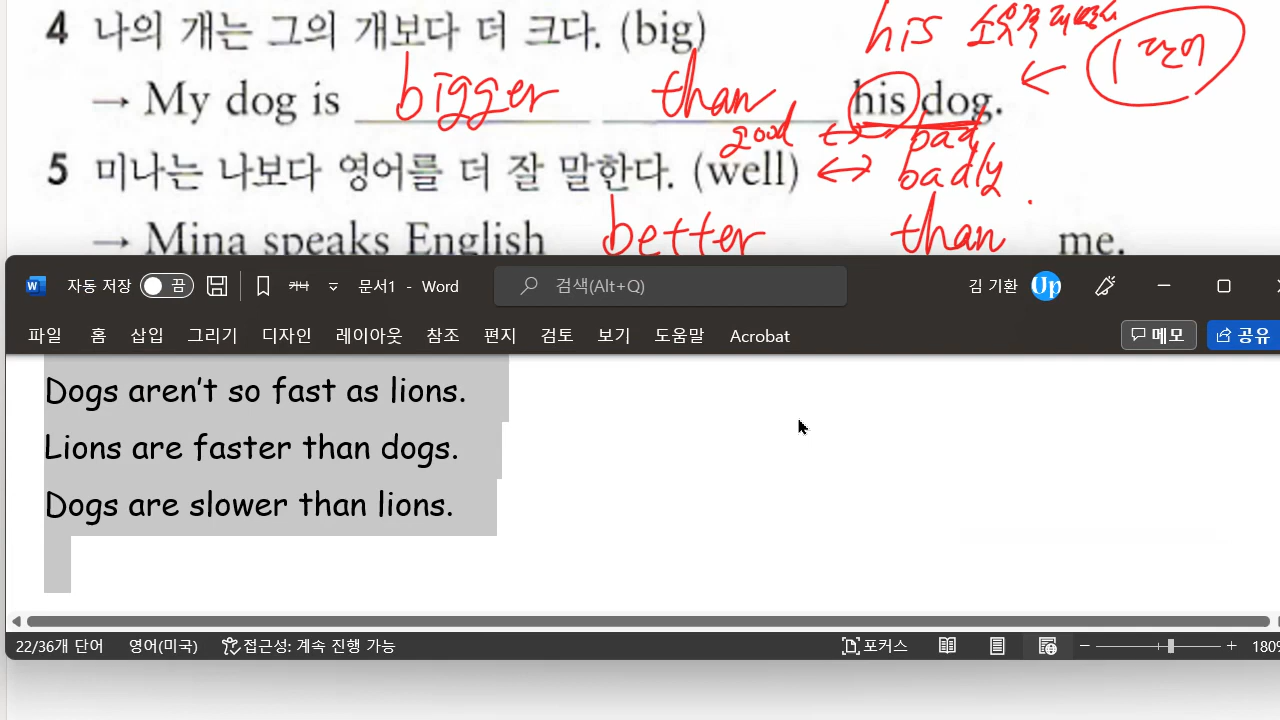 4 나의 개는 그의 개보다 더 크다. (big)
his 소유격
1 단어
→ My dog is bigger than his dog.
good ↔ bad
5 미나는 나보다 영어를 더 잘 말한다. (well) ↔ badly
→ Mina speaks English better than me.
자동 저장 끔 문서1 - Word 검색(Alt+Q) 김 기환 Up
파일 홈 삽입 그리기 디자인 레이아웃 참조 편지 검토 보기 도움말 Acrobat 메모 공유
Dogs aren't so fast as lions.
Lions are faster than dogs.
Dogs are slower than lions.
22/36개 단어 영어(미국) 접근성: 계속 진행 가능 포커스 180%